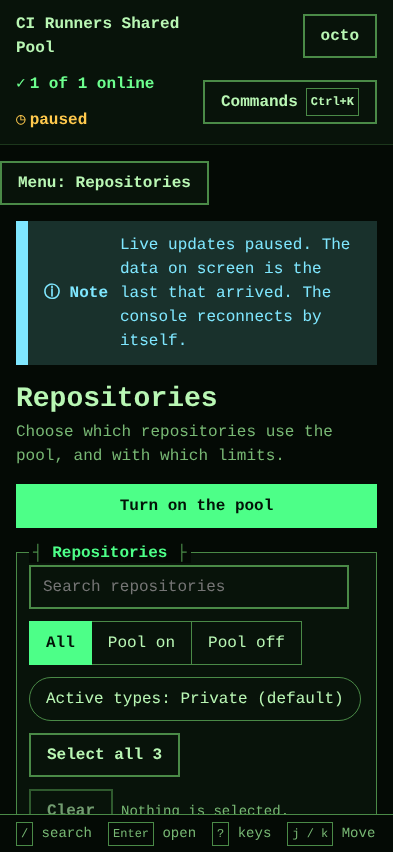 CI Runners Shared
Pool
octo
✓ 1 of 1 online
◷ paused
Commands Ctrl+K
Menu: Repositories
ⓘ Note
Live updates paused. The
data on screen is the
last that arrived. The
console reconnects by
itself.
Repositories
Choose which repositories use the
pool, and with which limits.
Turn on the pool
Repositories
Search repositories
All Pool on Pool off
Active types: Private (default)
Select all 3
Clear Nothing is selected.
/ search Enter open ? keys j / k Move